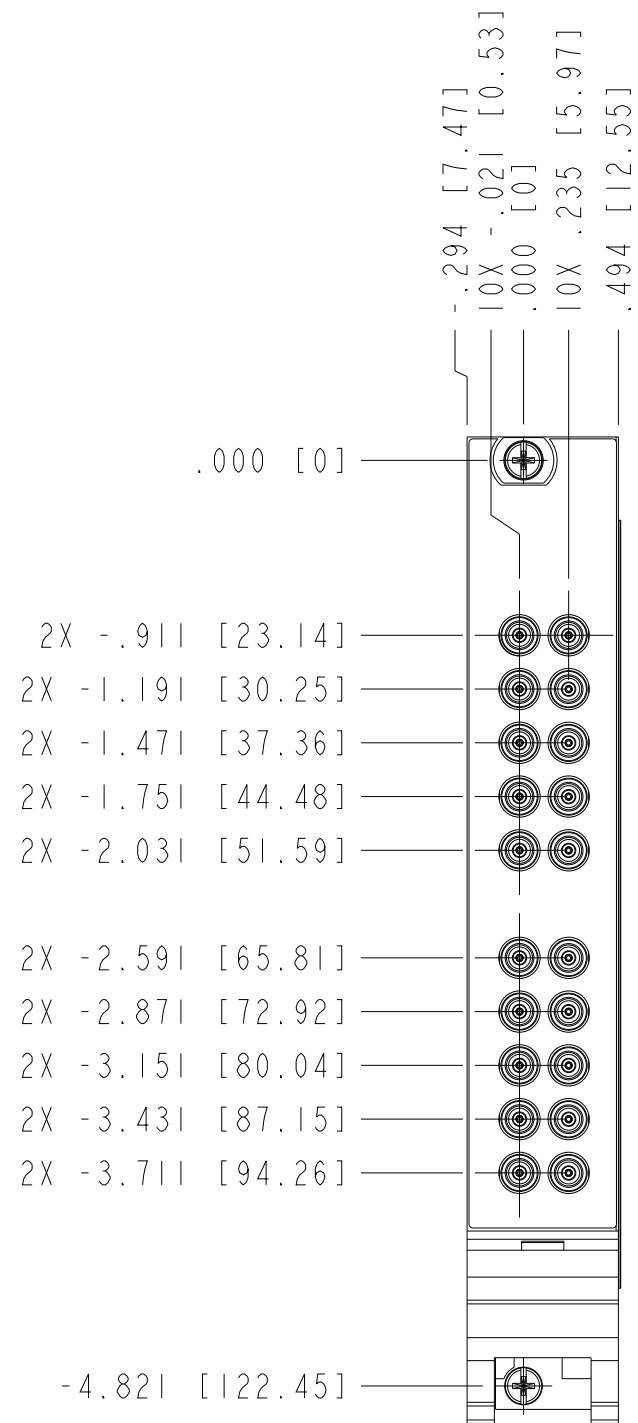 -.294 [7.47]
10X -.021 [0.53]
.000 [0]
10X .235 [5.97]
.494 [12.55]
.000 [0]
2X -.911 [23.14]
2X -1.191 [30.25]
2X -1.471 [37.36]
2X -1.751 [44.48]
2X -2.031 [51.59]
2X -2.591 [65.81]
2X -2.871 [72.92]
2X -3.151 [80.04]
2X -3.431 [87.15]
2X -3.711 [94.26]
-4.821 [122.45]